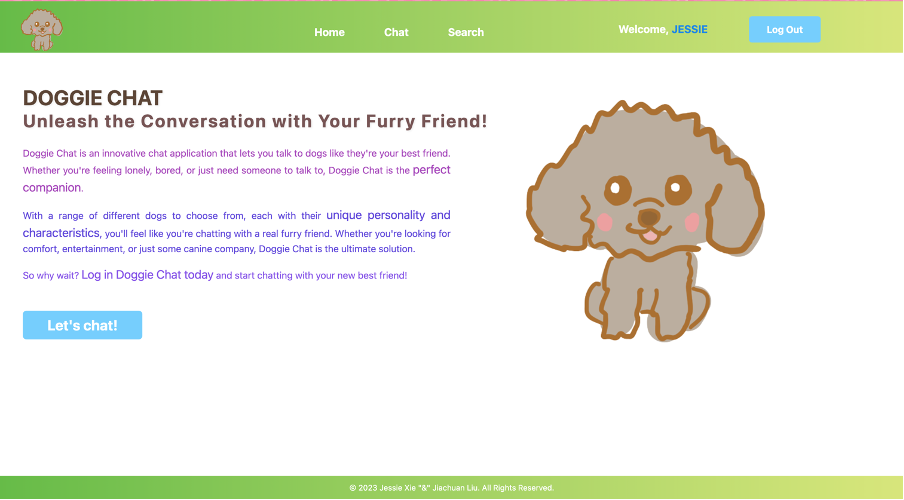 Home Chat Search Welcome, JESSIE Log Out
DOGGIE CHAT
Unleash the Conversation with Your Furry Friend!
Doggie Chat is an innovative chat application that lets you talk to dogs like they're your best friend.
Whether you're feeling lonely, bored, or just need someone to talk to, Doggie Chat is the perfect
companion.
With a range of different dogs to choose from, each with their unique personality and
characteristics, you'll feel like you're chatting with a real furry friend. Whether you're looking for
comfort, entertainment, or just some canine company, Doggie Chat is the ultimate solution.
So why wait? Log in Doggie Chat today and start chatting with your new best friend!
Let's chat!
© 2023 Jessie Xie "&" Jiachuan Liu. All Rights Reserved.